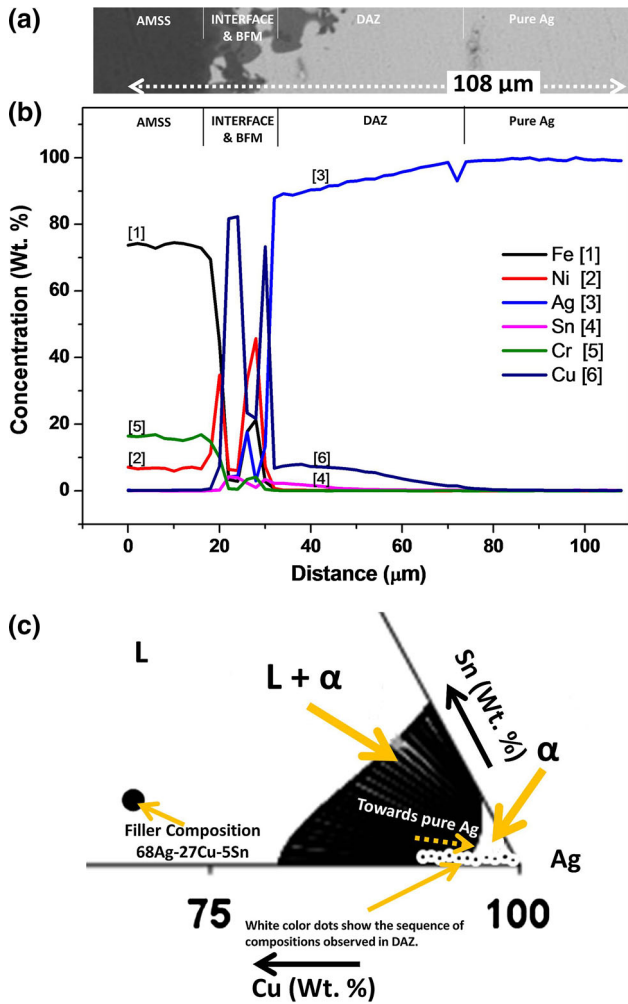 (a)
AMSS
INTERFACE
& BFM
DAZ
Pure Ag
108 µm
(b)
AMSS
INTERFACE
& BFM
DAZ
Pure Ag
Concentration (Wt. %)
100
80
60
40
20
0
[1]
[5]
[2]
[3]
[6]
[4]
Fe [1]
Ni [2]
Ag [3]
Sn [4]
Cr [5]
Cu [6]
0
20
40
60
80
100
Distance (µm)
(c)
L
L + α
Sn (Wt. %)
α
Towards pure Ag
Filler Composition
68Ag-27Cu-5Sn
Ag
75
100
White color dots show the sequence of
compositions observed in DAZ.
Cu (Wt. %)